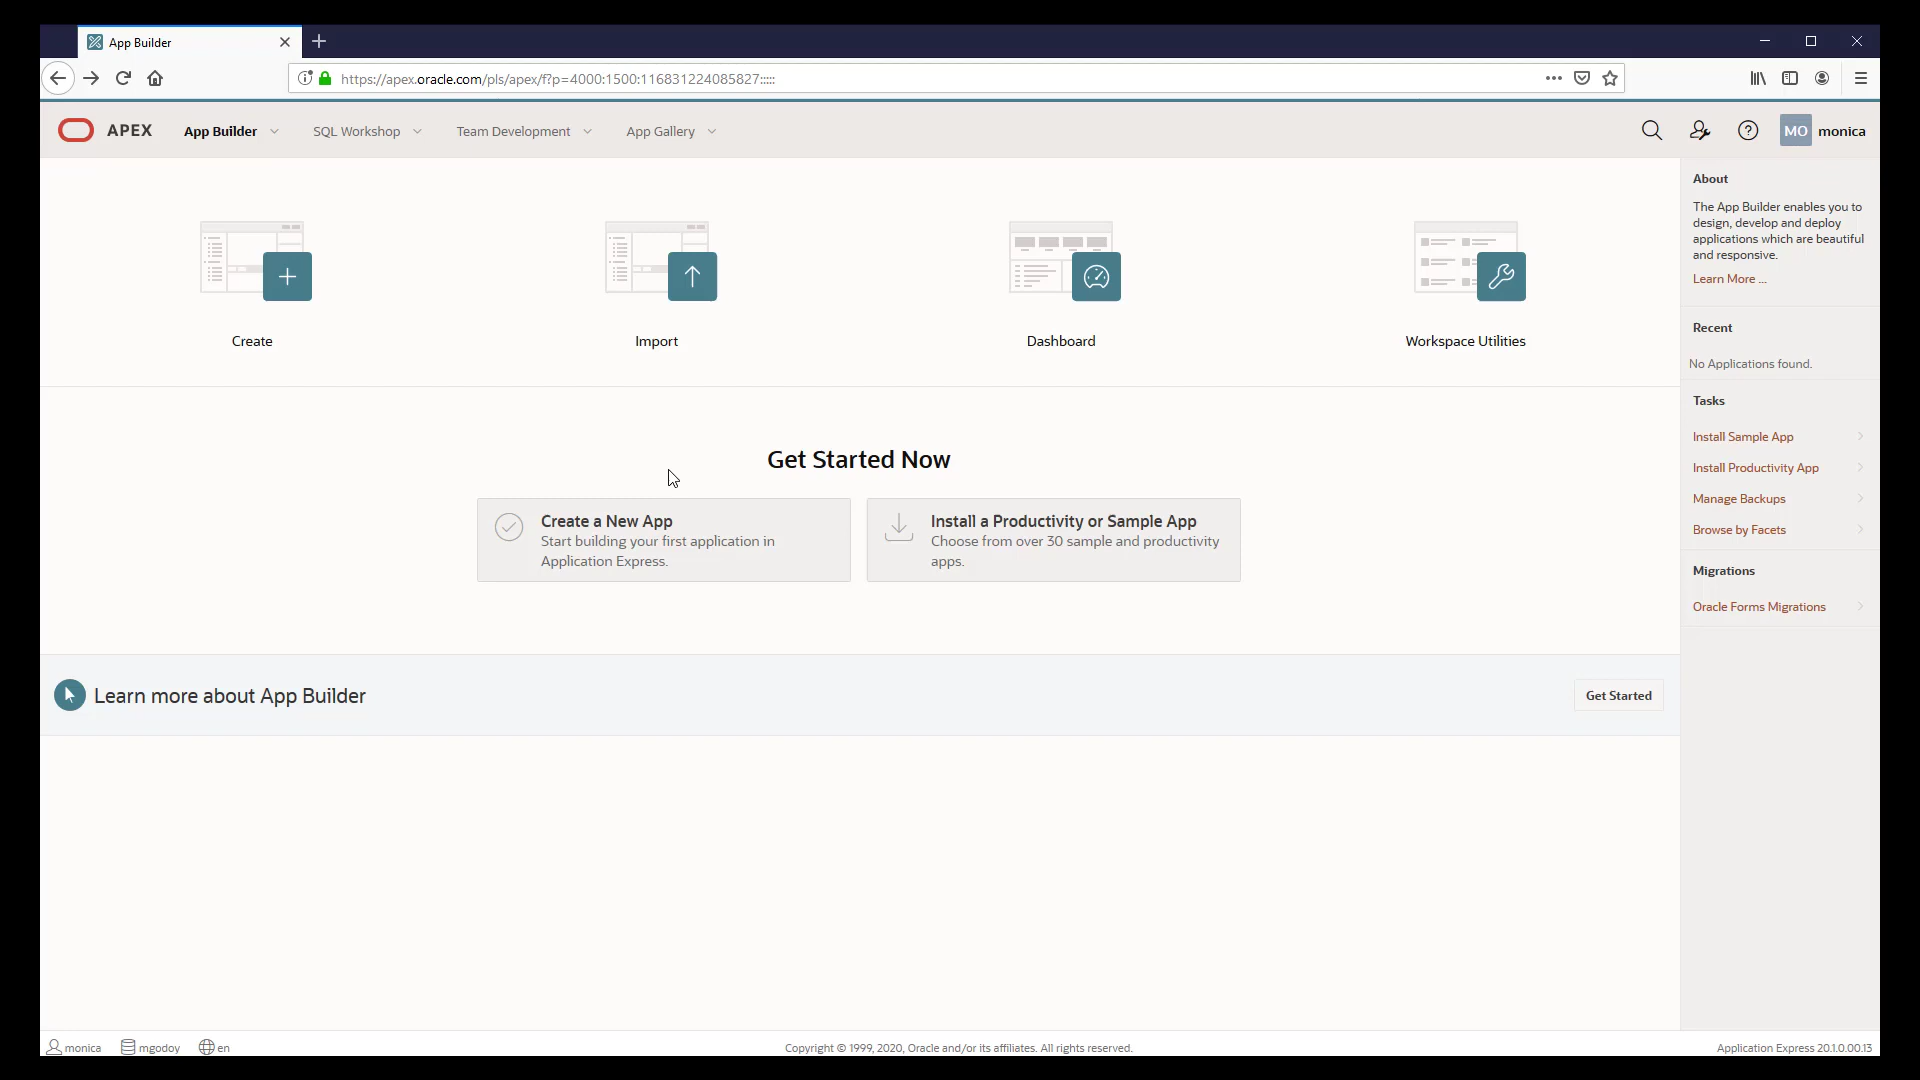 App Builder
https://apex.oracle.com/pls/apex/f?p=4000:1500:116831224085827:::::
APEX
App Builder
SQL Workshop
Team Development
App Gallery
MO
monica
Create
Import
Dashboard
Workspace Utilities
Get Started Now
Create a New App
Start building your first application in
Application Express.
Install a Productivity or Sample App
Choose from over 30 sample and productivity
apps.
Learn more about App Builder
Get Started
About
The App Builder enables you to
design, develop and deploy
applications which are beautiful
and responsive.
Learn More ...
Recent
No Applications found.
Tasks
Install Sample App
Install Productivity App
Manage Backups
Browse by Facets
Migrations
Oracle Forms Migrations
monica
mgodoy
en
Copyright © 1999, 2020, Oracle and/or its affiliates. All rights reserved.
Application Express 20.1.0.00.13